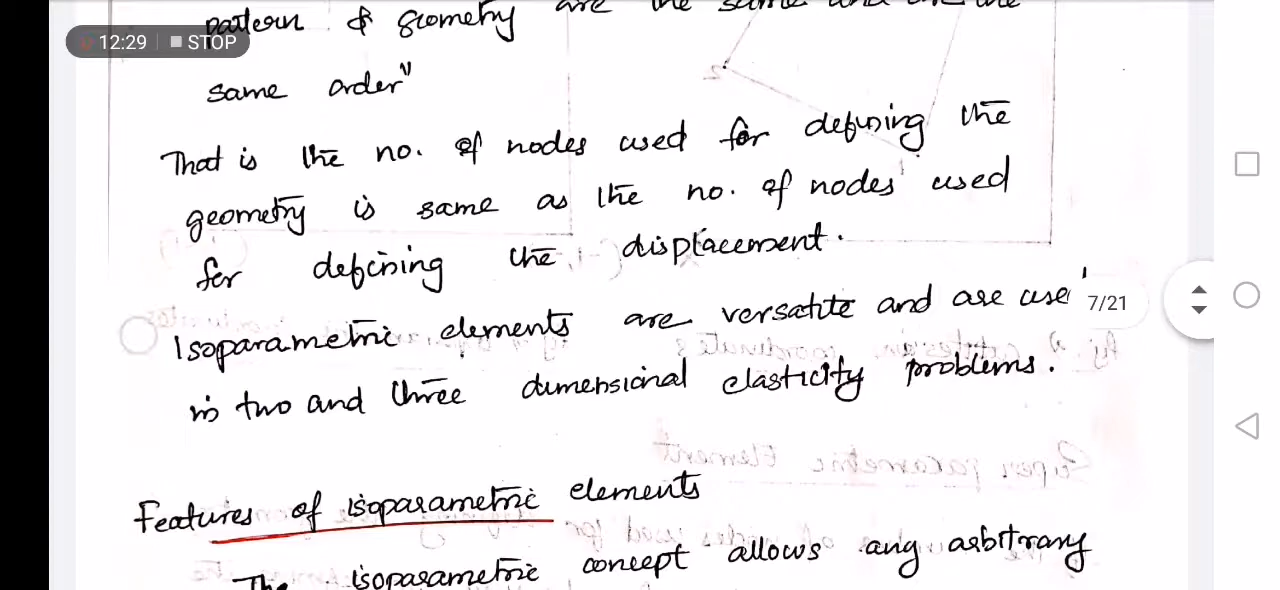 pattern & geometry are the same and are the
12:29 STOP
same order"
That is the no. of nodes used for defining the
geometry is same as the no. of nodes used
for defining the displacement.
Isoparametric elements are versatile and are use
7/21
in two and three dimensional elasticity problems.
Features of isoparametric elements
The isoparametric concept allows any arbitrary